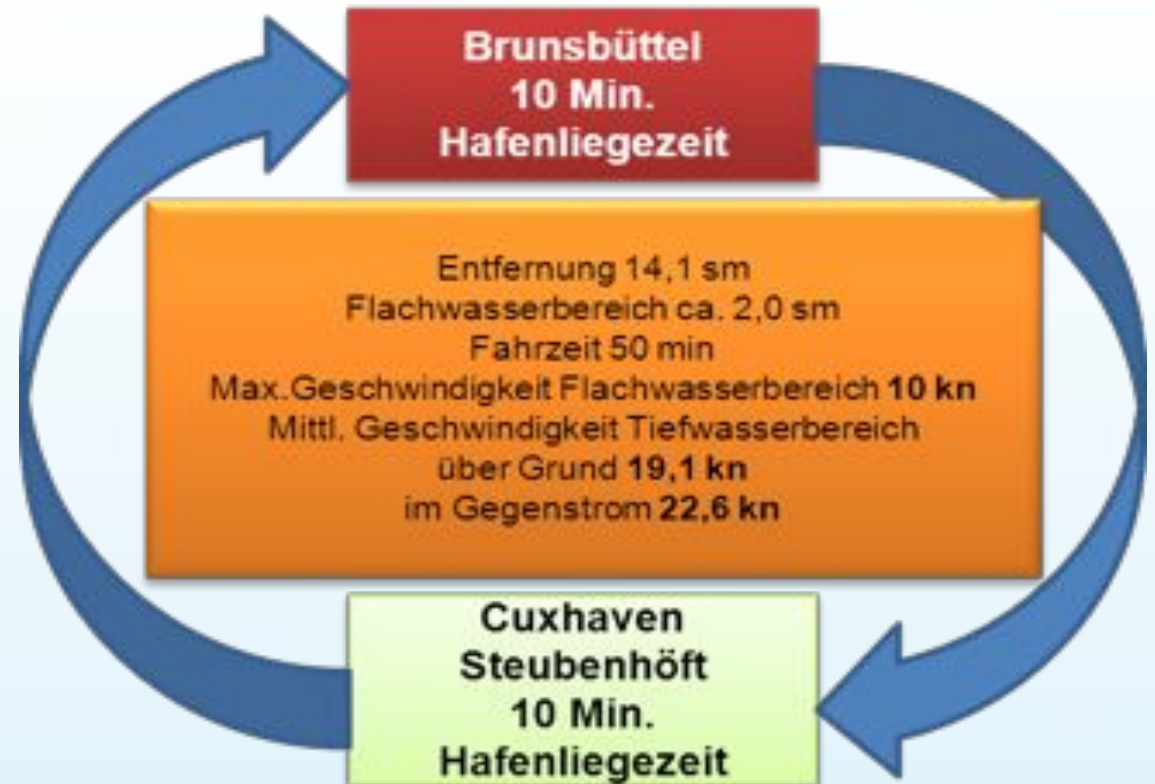 Brunsbüttel
10 Min.
Hafenliegezeit
Entfernung 14,1 sm
Flachwasserbereich ca. 2,0 sm
Fahrzeit 50 min
Max.Geschwindigkeit Flachwasserbereich 10 kn
Mittl. Geschwindigkeit Tiefwasserbereich
über Grund 19,1 kn
im Gegenstrom 22,6 kn
Cuxhaven
Steubenhöft
10 Min.
Hafenliegezeit